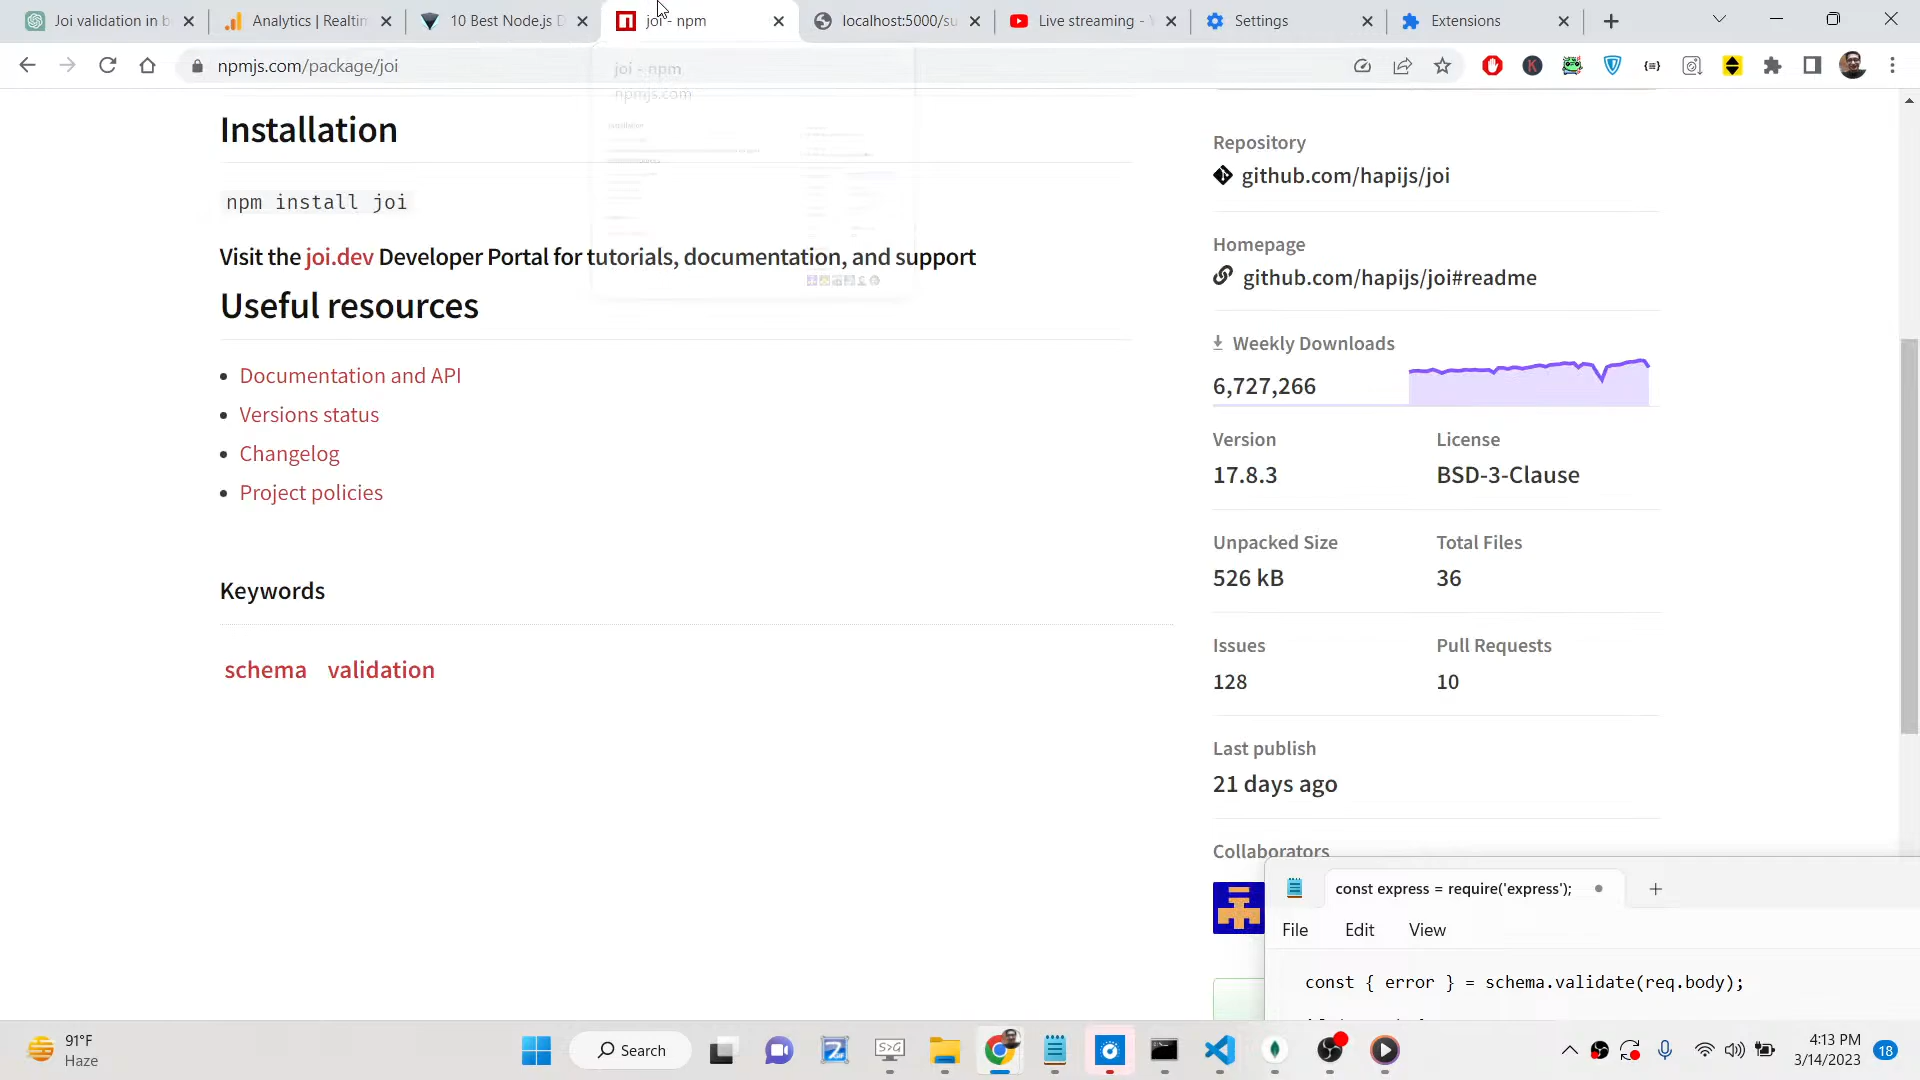 Joi validation in b
Analytics | Realtim
10 Best Node.js D
joi - npm
localhost:5000/su
Live streaming - Y
Settings
Extensions
npmjs.com/package/joi
joi - npm
npmjs.com
Installation
npm install joi
Visit the joi.dev Developer Portal for tutorials, documentation, and support
Useful resources
Documentation and API
Versions status
Changelog
Project policies
Keywords
schema validation
Repository
github.com/hapijs/joi
Homepage
github.com/hapijs/joi#readme
Weekly Downloads
6,727,266
Version License
17.8.3 BSD-3-Clause
Unpacked Size Total Files
526 kB 36
Issues Pull Requests
128 10
Last publish
21 days ago
Collaborators
const express = require('express');
File Edit View
const { error } = schema.validate(req.body);
91°F
Haze
Search
4:13 PM
3/14/2023
18